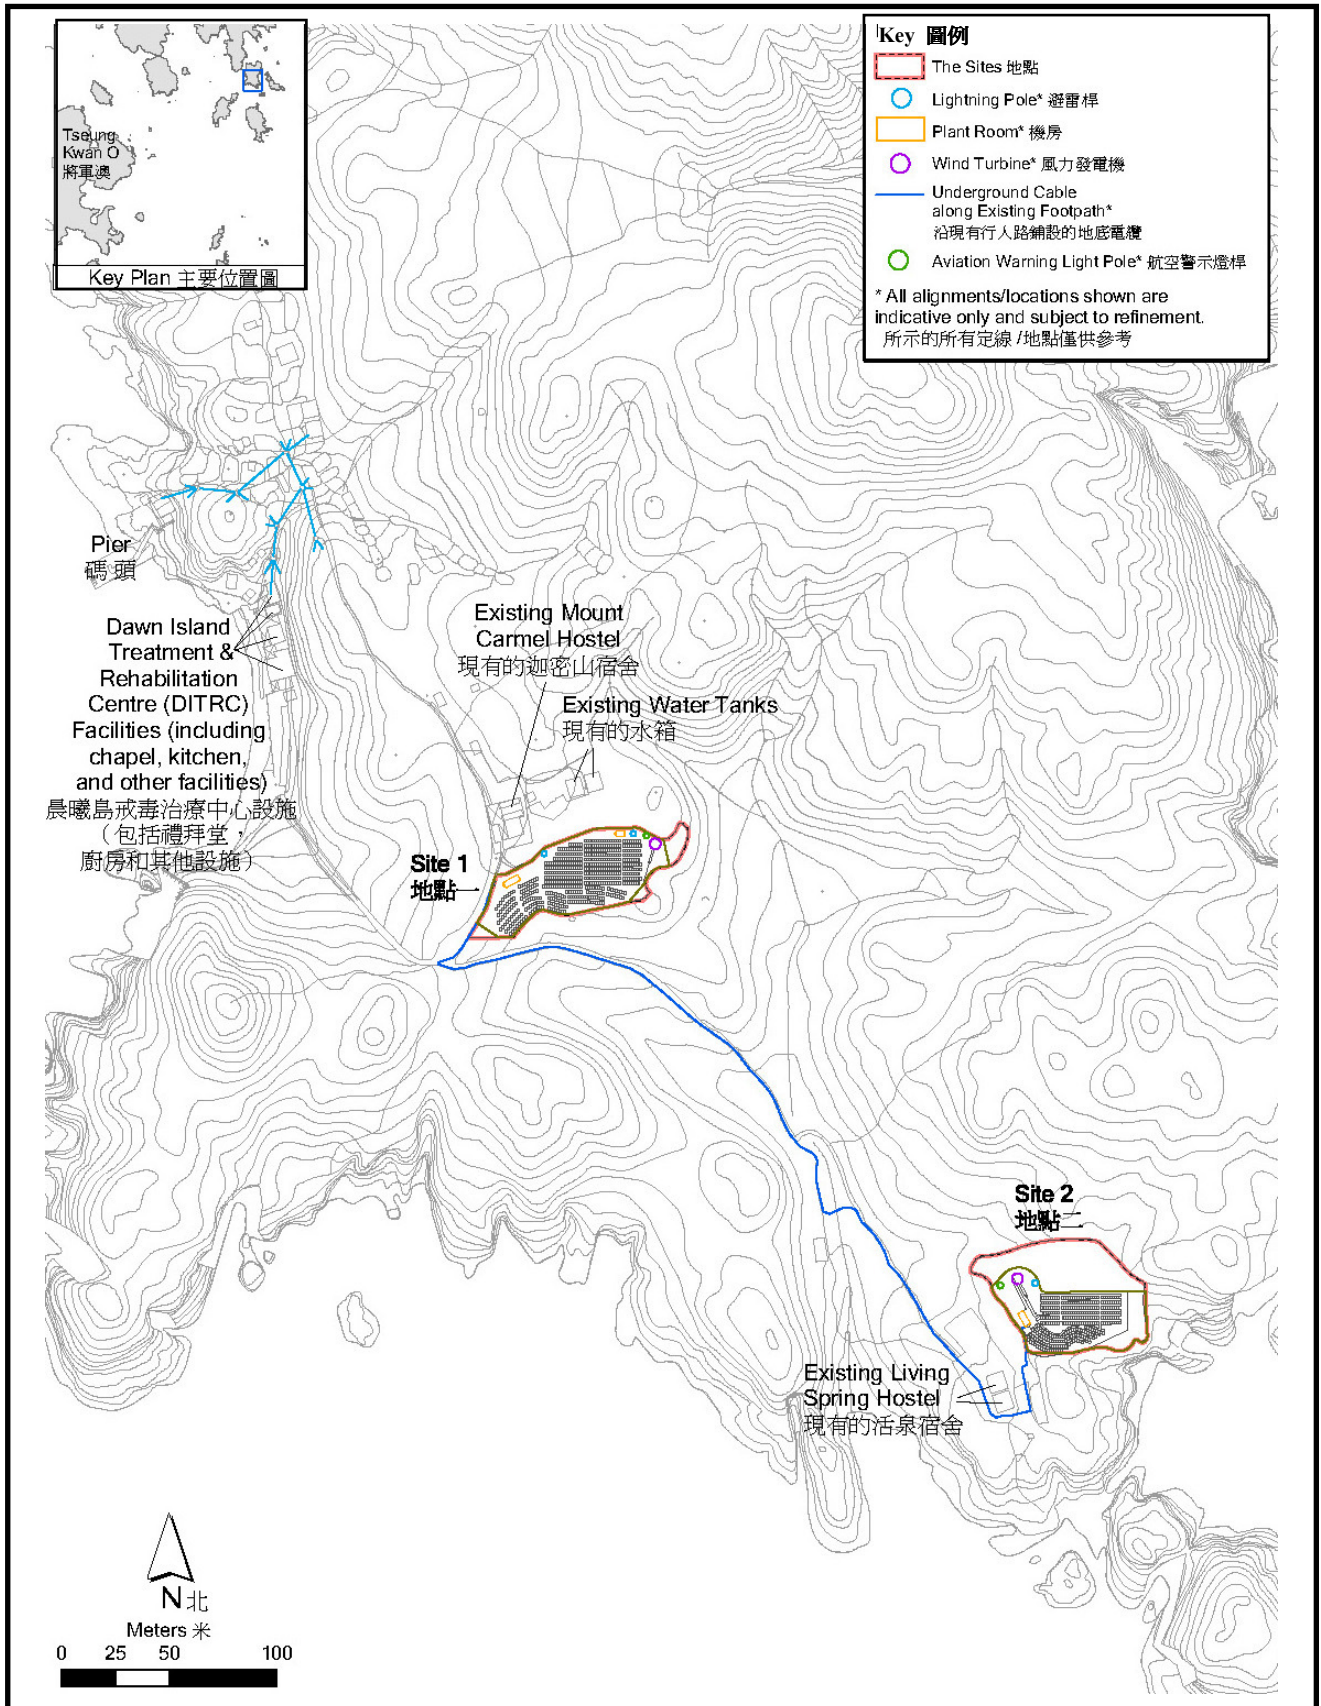 Tseung
Kwan O
將軍澳
Key Plan 主要位置圖
Key 圖例
The Sites 地點
Lightning Pole* 避雷桿
Plant Room* 機房
Wind Turbine* 風力發電機
Underground Cable
along Existing Footpath*
沿現有行人路鋪設的地底電纜
Aviation Warning Light Pole* 航空警示燈桿
* All alignments/locations shown are
indicative only and subject to refinement.
所示的所有定線/地點僅供參考
Pier
碼頭
Dawn Island
Treatment &
Rehabilitation
Centre (DITRC)
Facilities (including
chapel, kitchen,
and other facilities)
晨曦島戒毒治療中心設施
(包括禮拜堂，
廚房和其他設施)
Existing Mount
Carmel Hostel
現有的迦密山宿舍
Existing Water Tanks
現有的水箱
Site 1
地點一
Site 2
地點二
Existing Living
Spring Hostel
現有的活泉宿舍
N北
Meters 米
0 25 50 100